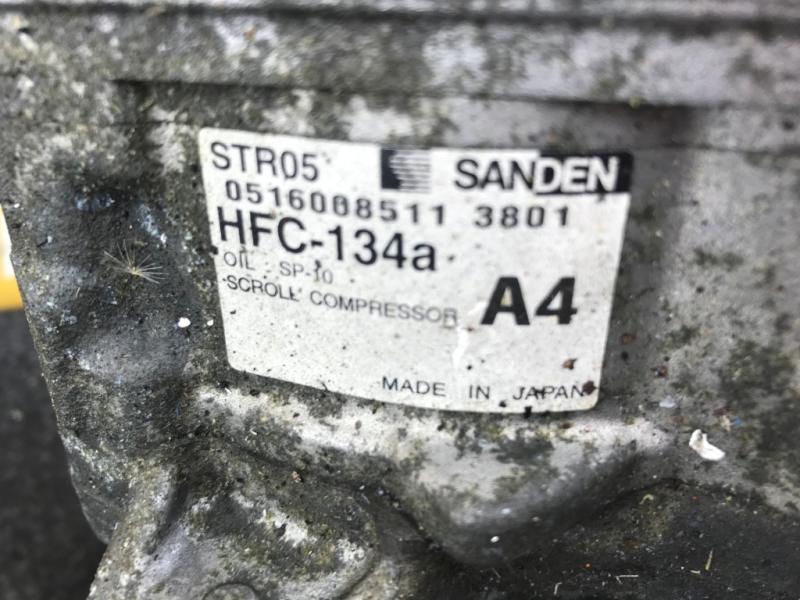 STR05 SANDEN
0516008511 3801
HFC-134a
OIL : SP-10
SCROLL COMPRESSOR A4
MADE IN JAPAN